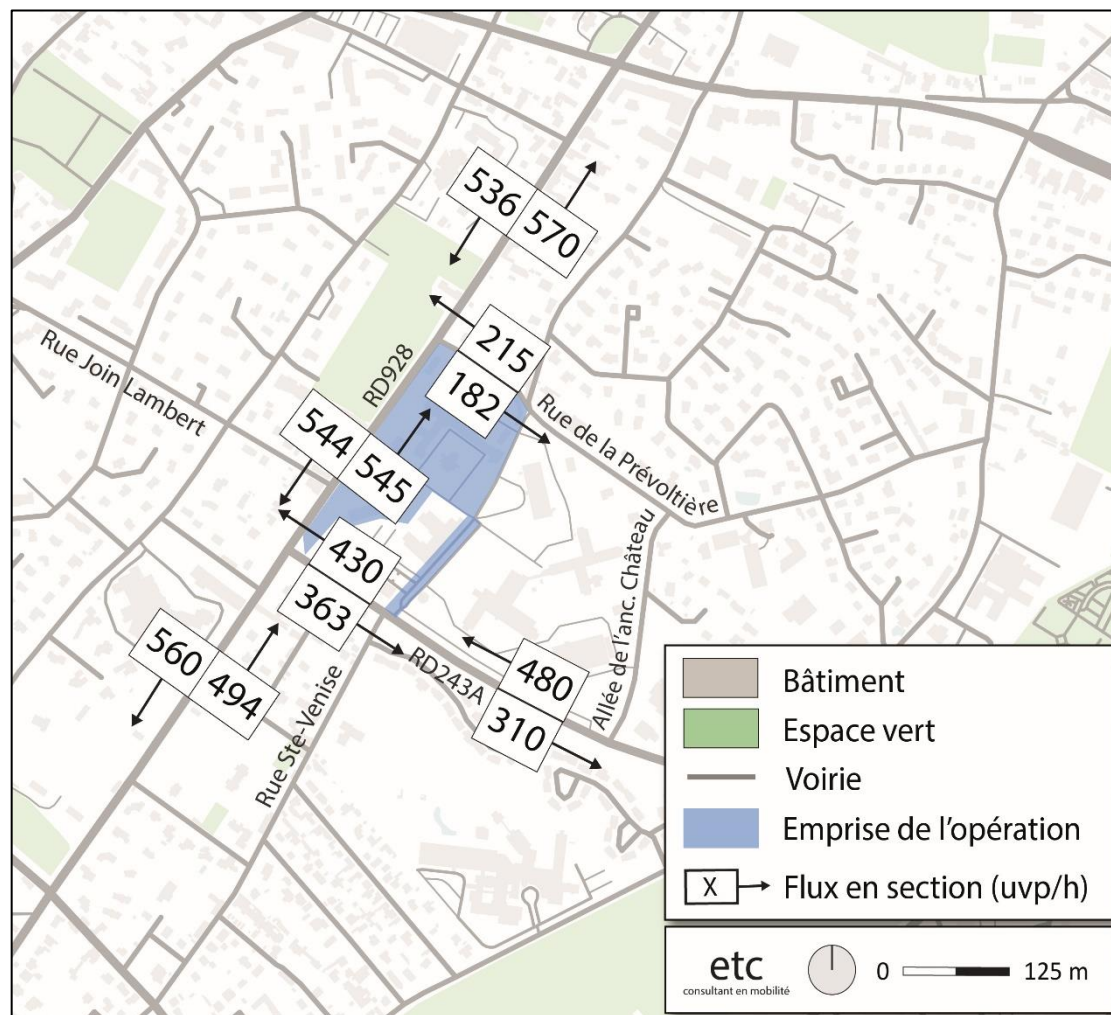 536
570
215
182
RD928
Rue Join Lambert
544
545
Rue de la Prévoltière
430
363
Allée de l'anc. Château
560
494
480
310
RD243A
Rue Ste-Venise
Bâtiment
Espace vert
Voirie
Emprise de l'opération
X Flux en section (uvp/h)
etc
consultant en mobilité
0 125 m